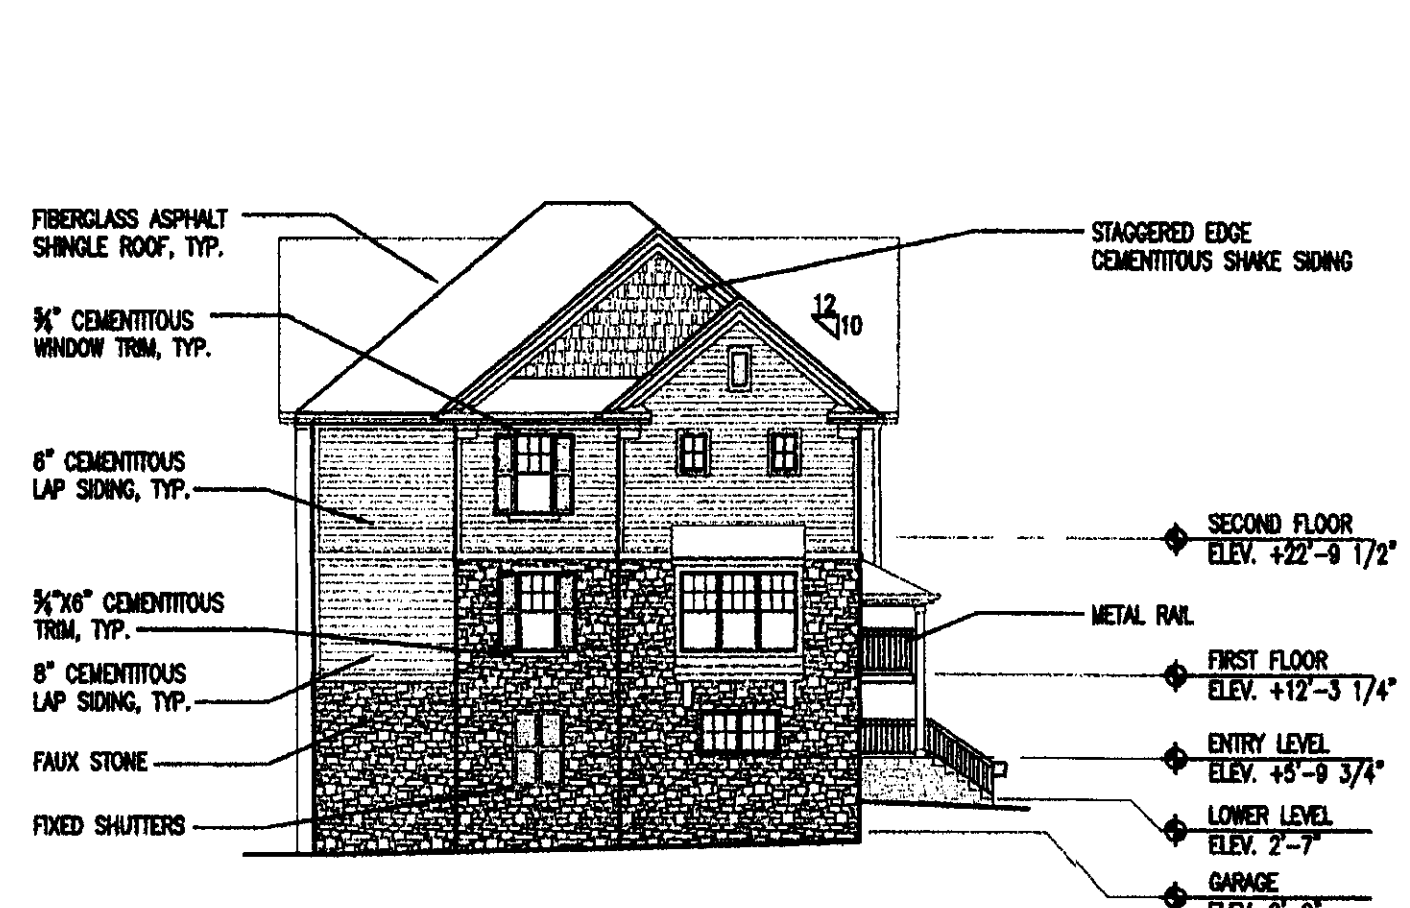 FIBERGLASS ASPHALT
SHINGLE ROOF, TYP.
5/4" CEMENTITOUS
WINDOW TRIM, TYP.
6" CEMENTITOUS
LAP SIDING, TYP.
5/4"X6" CEMENTITOUS
TRIM, TYP.
8" CEMENTITOUS
LAP SIDING, TYP.
FAUX STONE
FIXED SHUTTERS
12
10
STAGGERED EDGE
CEMENTITOUS SHAKE SIDING
SECOND FLOOR
ELEV. +22'-9 1/2"
METAL RAIL
FIRST FLOOR
ELEV. +12'-3 1/4"
ENTRY LEVEL
ELEV. +5'-9 3/4"
LOWER LEVEL
ELEV. 2'-7"
GARAGE
ELEV.